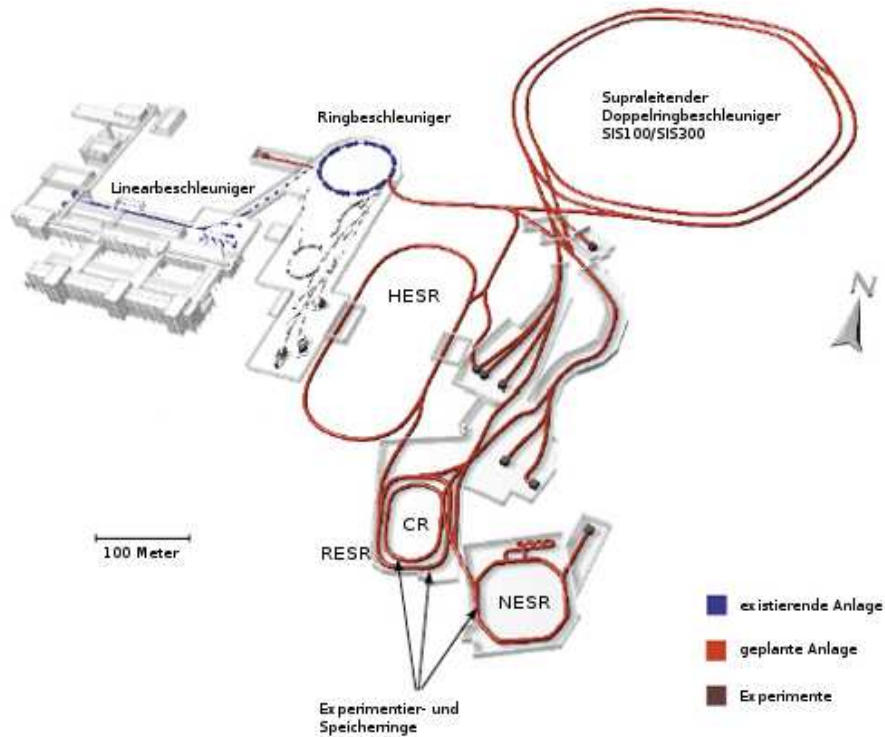 Supraleitender
Doppelringbeschleuniger
SIS100/SIS300
Ringbeschleuniger
Linearbeschleuniger
N
HESR
CR
100 Meter
RESR
NESR
existierende Anlage
geplante Anlage
Experimente
Experimentier- und
Speicherringe